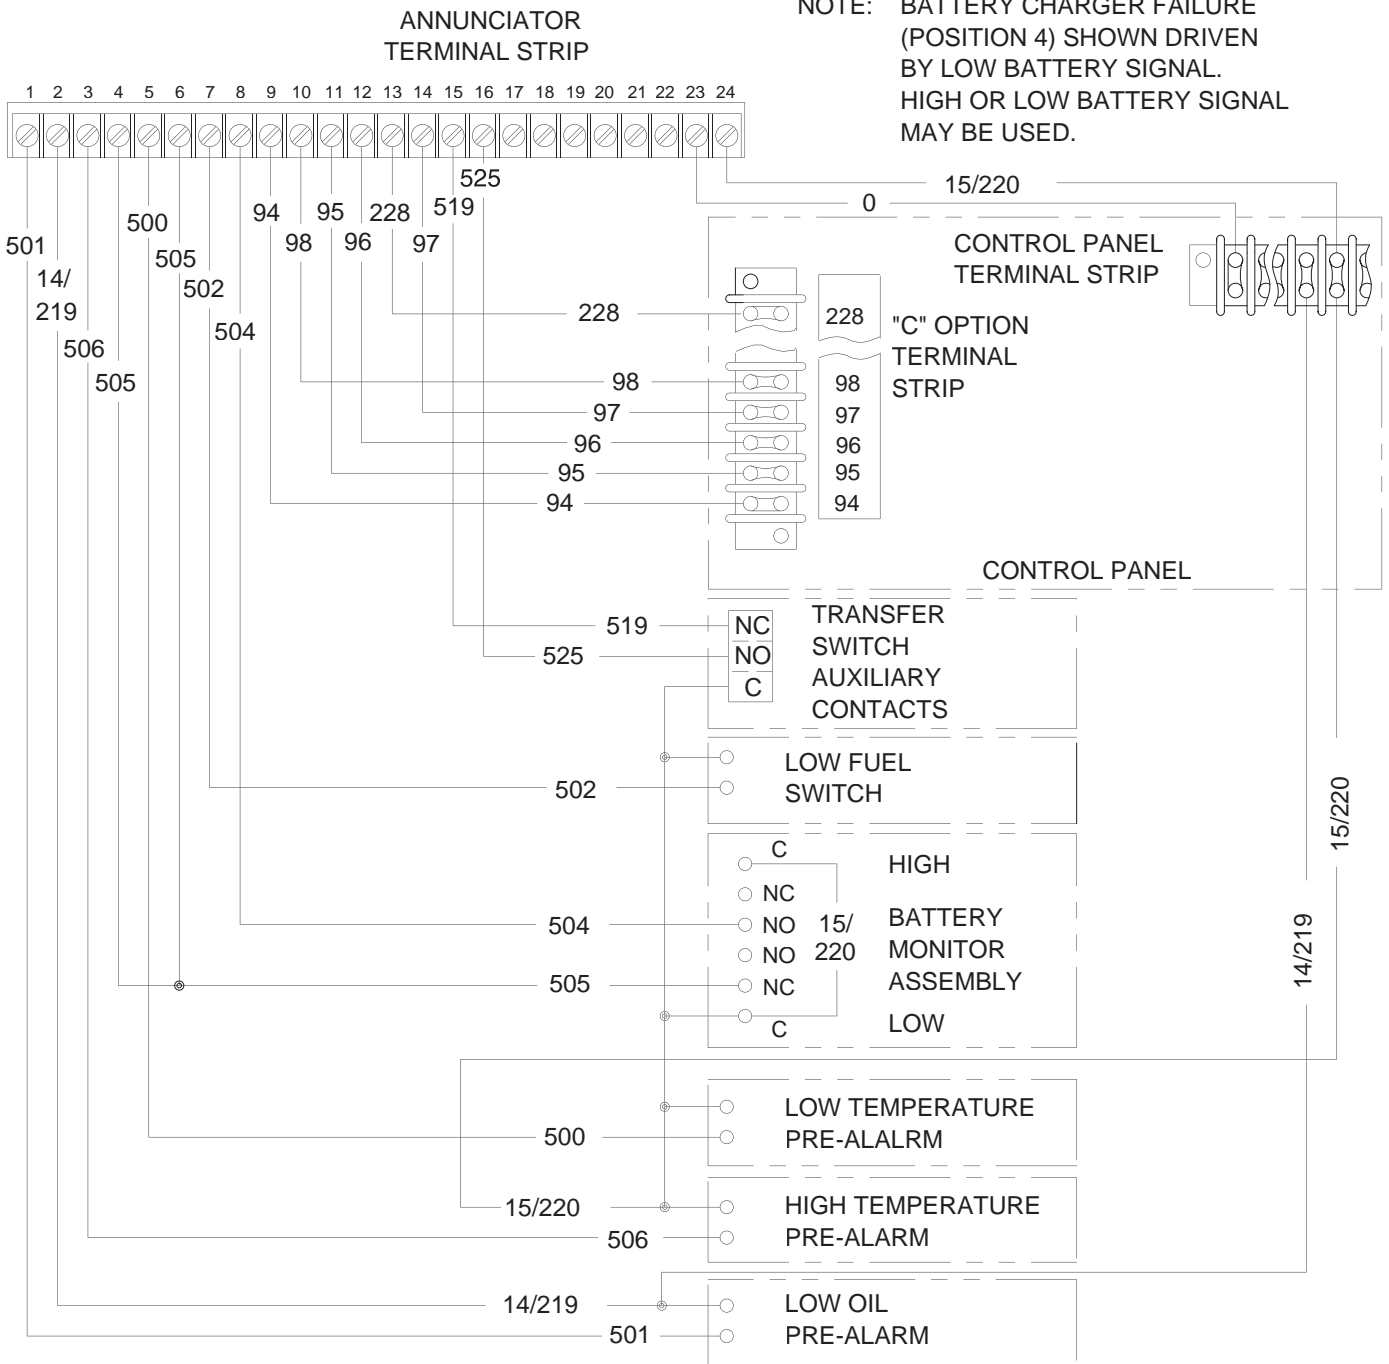 ANNUNCIATOR
TERMINAL STRIP
NOTE: BATTERY CHARGER FAILURE
(POSITION 4) SHOWN DRIVEN
BY LOW BATTERY SIGNAL.
HIGH OR LOW BATTERY SIGNAL
MAY BE USED.
1 2 3 4 5 6 7 8 9 10 11 12 13 14 15 16 17 18 19 20 21 22 23 24
525
15/220
519
0
94
95
228
500
501
98
96
97
505
14/
219
502
504
506
505
CONTROL PANEL
TERMINAL STRIP
228
228
"C" OPTION
TERMINAL
STRIP
98
98
97
97
96
96
95
95
94
94
CONTROL PANEL
519
NC
525
NO
C
TRANSFER
SWITCH
AUXILIARY
CONTACTS
LOW FUEL
SWITCH
502
15/220
C
HIGH
NC
504
NO
15/
220
NO
BATTERY
MONITOR
ASSEMBLY
505
NC
LOW
C
14/219
LOW TEMPERATURE
PRE-ALALRM
500
15/220
HIGH TEMPERATURE
PRE-ALARM
506
14/219
LOW OIL
PRE-ALARM
501